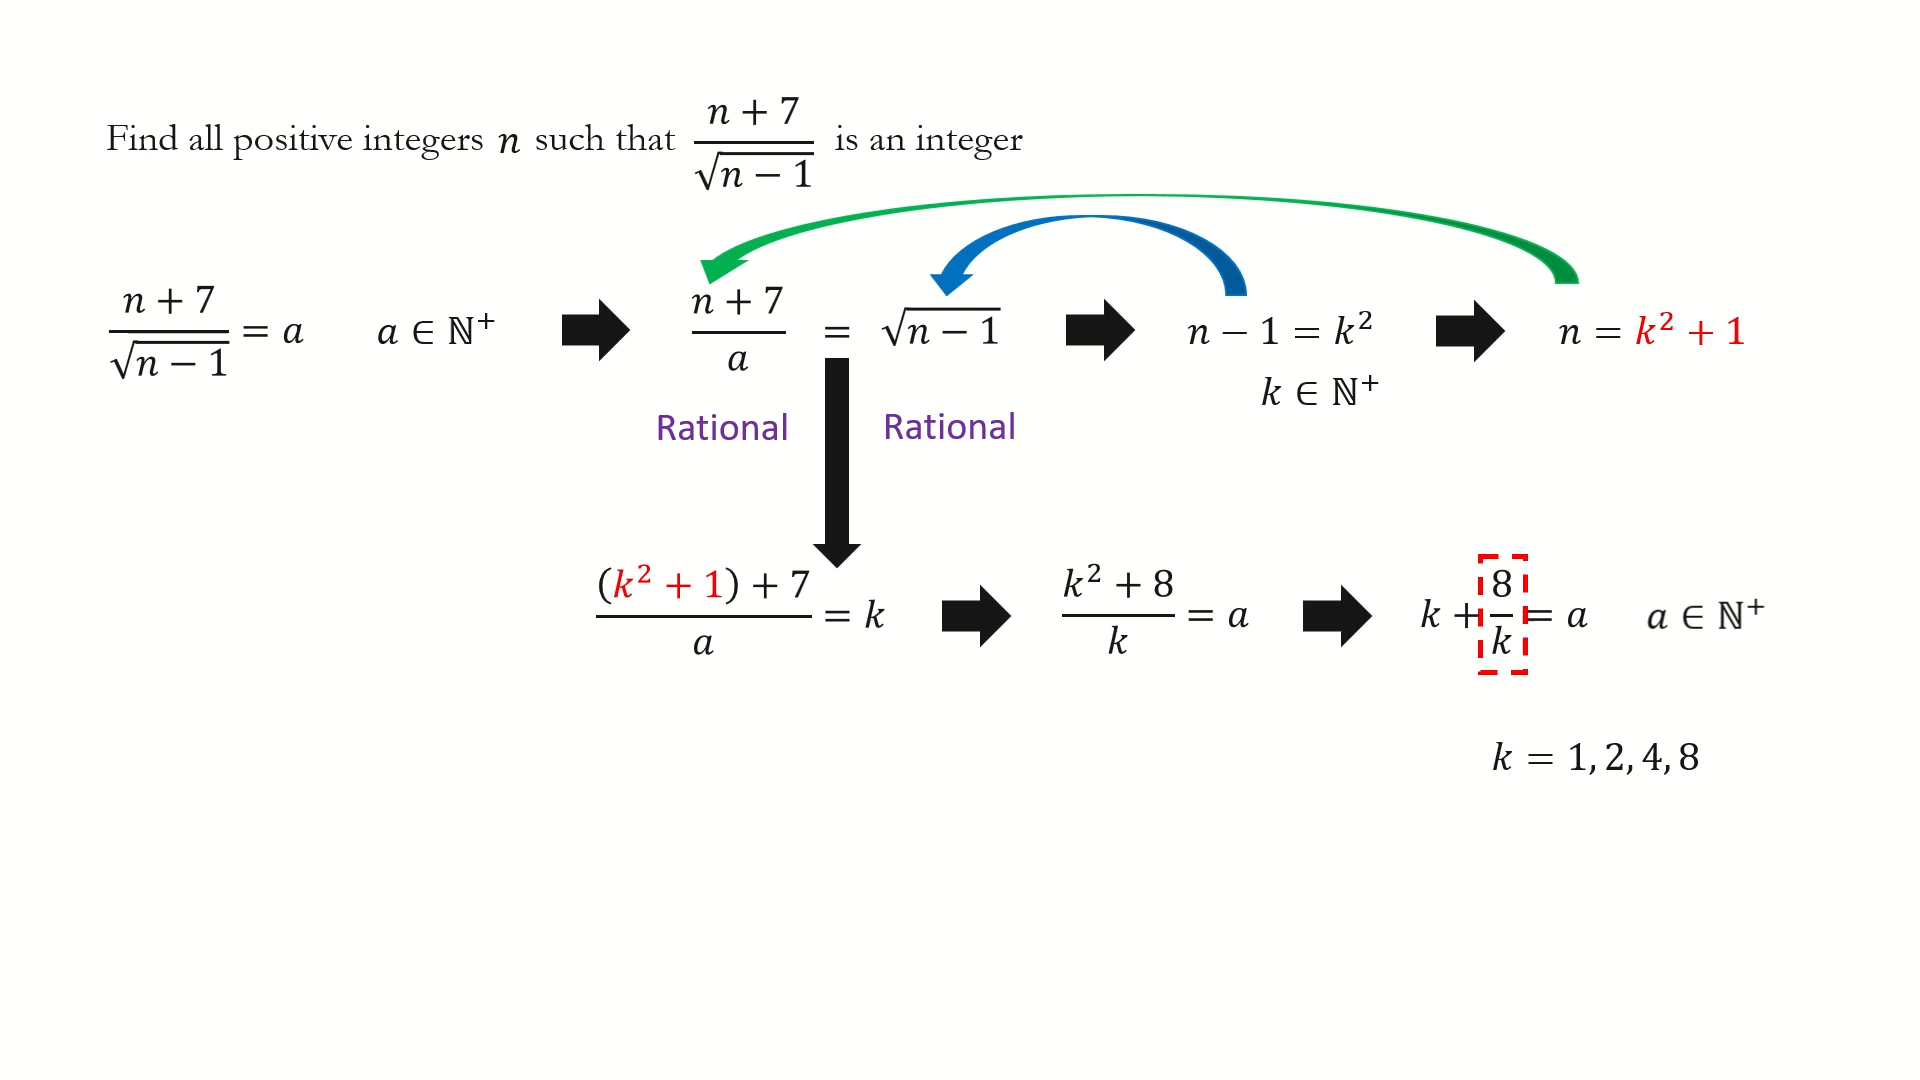 Find all positive integers n such that (n + 7)/√(n − 1) is an integer
(n + 7)/√(n − 1) = a a ∈ ℕ⁺ (n + 7)/a = √(n − 1) n − 1 = k² n = k² + 1
k ∈ ℕ⁺
Rational Rational
((k² + 1) + 7)/a = k (k² + 8)/k = a k + 8/k = a a ∈ ℕ⁺
k = 1, 2, 4, 8